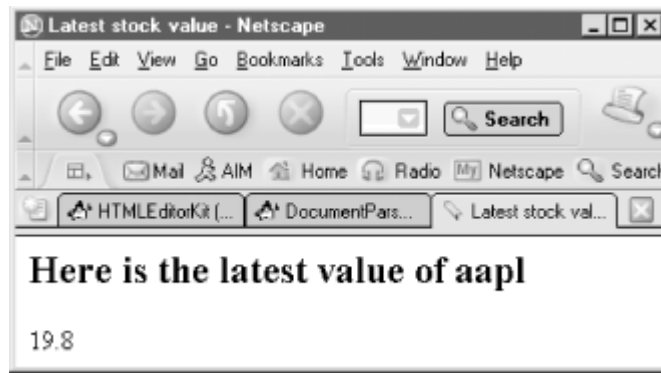 Latest stock value - Netscape
File Edit View Go Bookmarks Tools Window Help
Search
Mail AIM Home Radio My Netscape Search
HTMLEditorKit (... DocumentPars... Latest stock val...
Here is the latest value of aapl
19.8